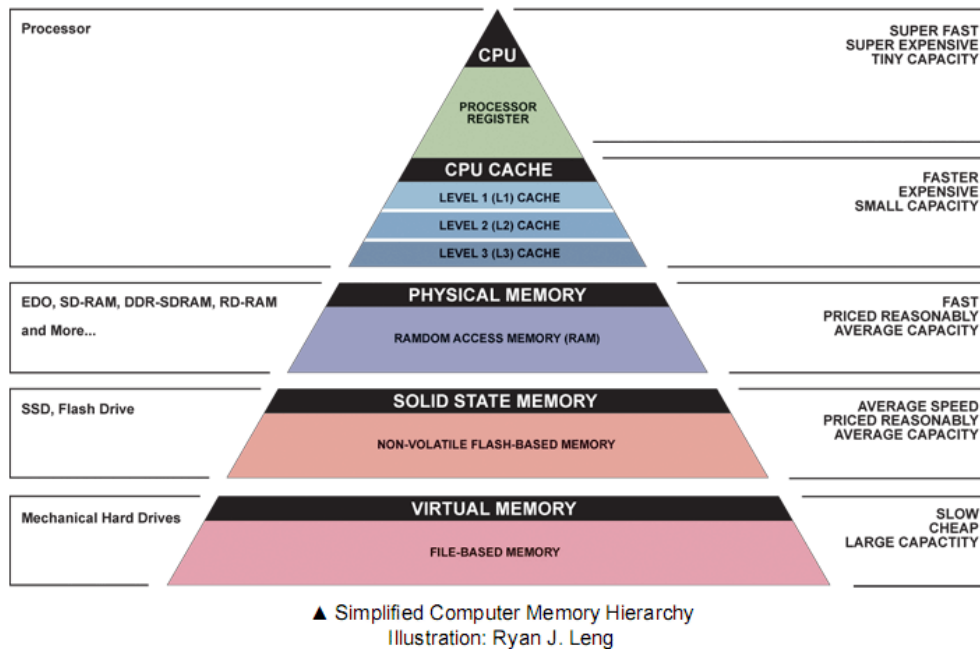 Processor
CPU
SUPER FAST
SUPER EXPENSIVE
TINY CAPACITY
PROCESSOR
REGISTER
CPU CACHE
LEVEL 1 (L1) CACHE
LEVEL 2 (L2) CACHE
LEVEL 3 (L3) CACHE
FASTER
EXPENSIVE
SMALL CAPACITY
EDO, SD-RAM, DDR-SDRAM, RD-RAM
and More...
PHYSICAL MEMORY
RAMDOM ACCESS MEMORY (RAM)
FAST
PRICED REASONABLY
AVERAGE CAPACITY
SSD, Flash Drive
SOLID STATE MEMORY
NON-VOLATILE FLASH-BASED MEMORY
AVERAGE SPEED
PRICED REASONABLY
AVERAGE CAPACITY
Mechanical Hard Drives
VIRTUAL MEMORY
FILE-BASED MEMORY
SLOW
CHEAP
LARGE CAPACTITY
▲ Simplified Computer Memory Hierarchy
Illustration: Ryan J. Leng